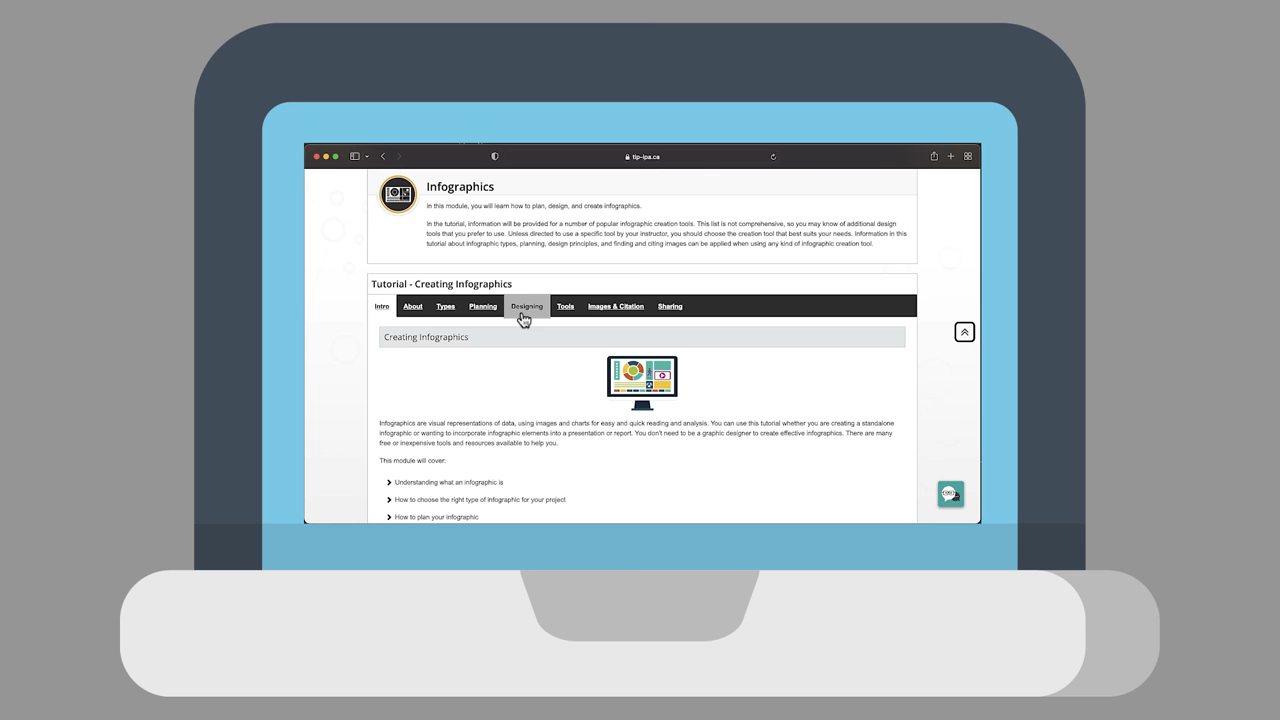 tip-ipa.ca
Infographics
In this module, you will learn how to plan, design, and create infographics.
In the tutorial, information will be provided for a number of popular infographic creation tools. This list is not comprehensive, so you may know of additional design
tools that you prefer to use. Unless directed to use a specific tool by your instructor, you should choose the creation tool that best suits your needs. Information in this
tutorial about infographic types, planning, design principles, and finding and citing images can be applied when using any kind of infographic creation tool.
Tutorial - Creating Infographics
Intro About Types Planning Designing Tools Images & Citation Sharing
Creating Infographics
Infographics are visual representations of data, using images and charts for easy and quick reading and analysis. You can use this tutorial whether you are creating a standalone
infographic or wanting to incorporate infographic elements into a presentation or report. You don't need to be a graphic designer to create effective infographics. There are many
free or inexpensive tools and resources available to help you.
This module will cover:
Understanding what an infographic is
How to choose the right type of infographic for your project
How to plan your infographic